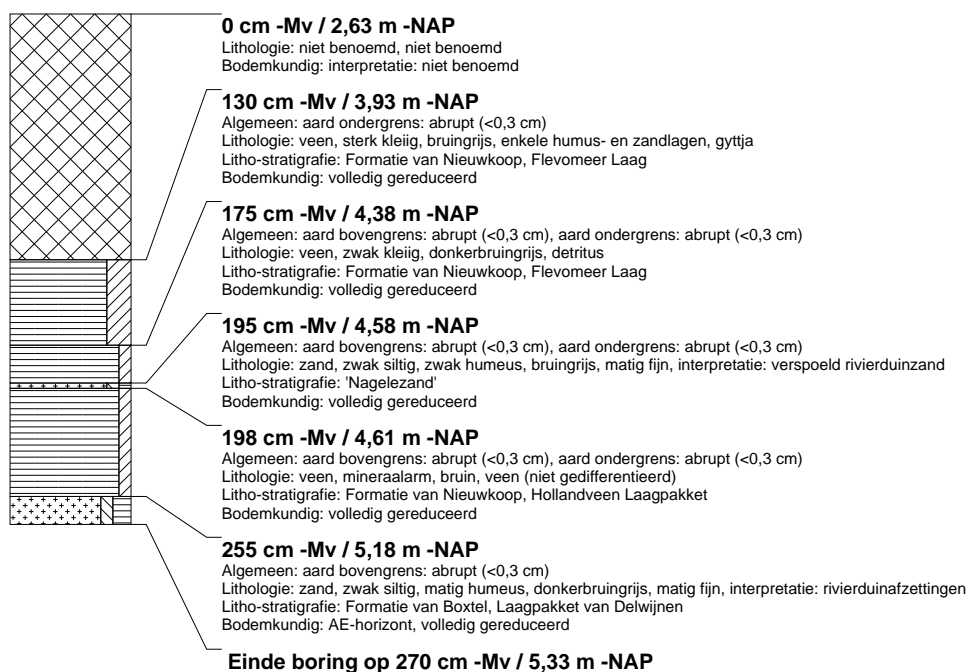 0 cm -Mv / 2,63 m -NAP
Lithologie: niet benoemd, niet benoemd
Bodemkundig: interpretatie: niet benoemd
130 cm -Mv / 3,93 m -NAP
Algemeen: aard ondergrens: abrupt (<0,3 cm)
Lithologie: veen, sterk kleiig, bruingrijs, enkele humus- en zandlagen, gyttja
Litho-stratigrafie: Formatie van Nieuwkoop, Flevomeer Laag
Bodemkundig: volledig gereduceerd
175 cm -Mv / 4,38 m -NAP
Algemeen: aard bovengrens: abrupt (<0,3 cm), aard ondergrens: abrupt (<0,3 cm)
Lithologie: veen, zwak kleiig, donkerbruingrijs, detritus
Litho-stratigrafie: Formatie van Nieuwkoop, Flevomeer Laag
Bodemkundig: volledig gereduceerd
195 cm -Mv / 4,58 m -NAP
Algemeen: aard bovengrens: abrupt (<0,3 cm), aard ondergrens: abrupt (<0,3 cm)
Lithologie: zand, zwak siltig, zwak humeus, bruingrijs, matig fijn, interpretatie: verspoeld rivierduinzand
Litho-stratigrafie: 'Nagelezand'
Bodemkundig: volledig gereduceerd
198 cm -Mv / 4,61 m -NAP
Algemeen: aard bovengrens: abrupt (<0,3 cm), aard ondergrens: abrupt (<0,3 cm)
Lithologie: veen, mineraalarm, bruin, veen (niet gedifferentieerd)
Litho-stratigrafie: Formatie van Nieuwkoop, Hollandveen Laagpakket
Bodemkundig: volledig gereduceerd
255 cm -Mv / 5,18 m -NAP
Algemeen: aard bovengrens: abrupt (<0,3 cm)
Lithologie: zand, zwak siltig, matig humeus, donkerbruingrijs, matig fijn, interpretatie: rivierduinafzettingen
Litho-stratigrafie: Formatie van Boxtel, Laagpakket van Delwijnen
Bodemkundig: AE-horizont, volledig gereduceerd
Einde boring op 270 cm -Mv / 5,33 m -NAP